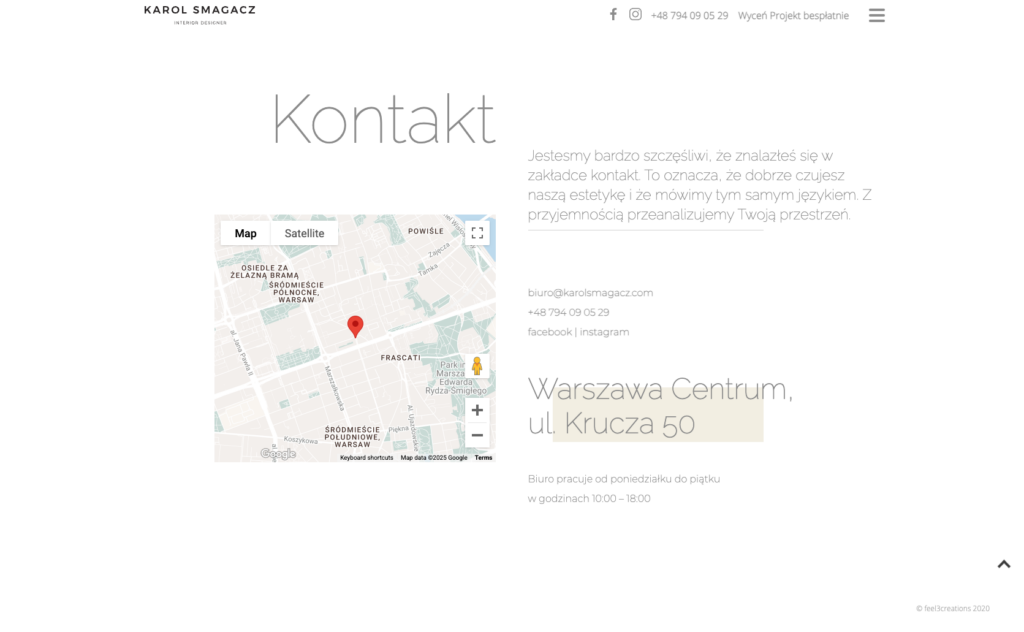 KAROL SMAGACZ
INTERIOR DESIGNER
+48 794 09 05 29 Wyceń Projekt bezpłatnie
Kontakt
Jestesmy bardzo szczęśliwi, że znalazłeś się w
zakładce kontakt. To oznacza, że dobrze czujesz
naszą estetykę i że mówimy tym samym językiem. Z
przyjemnością przeanalizujemy Twoją przestrzeń.
Map Satellite
POWIŚLE
Zajęcza
Tamka
OSIEDLE ZA
ŻELAZNĄ BRAMĄ
ŚRÓDMIEŚCIE
PÓŁNOCNE,
WARSAW
al. Jana Pawła II
Marszałkowska
FRASCATI
Park im.
Marszałka
Edwarda
Rydza-Śmigłego
Al. Ujazdowskie
Piękna
Koszykowa
ŚRÓDMIEŚCIE
POŁUDNIOWE,
WARSAW
Google
Keyboard shortcuts Map data ©2025 Google Terms
biuro@karolsmagacz.com
+48 794 09 05 29
facebook | instagram
Warszawa Centrum,
ul. Krucza 50
Biuro pracuje od poniedziałku do piątku
w godzinach 10:00 – 18:00
© feel3creations 2020